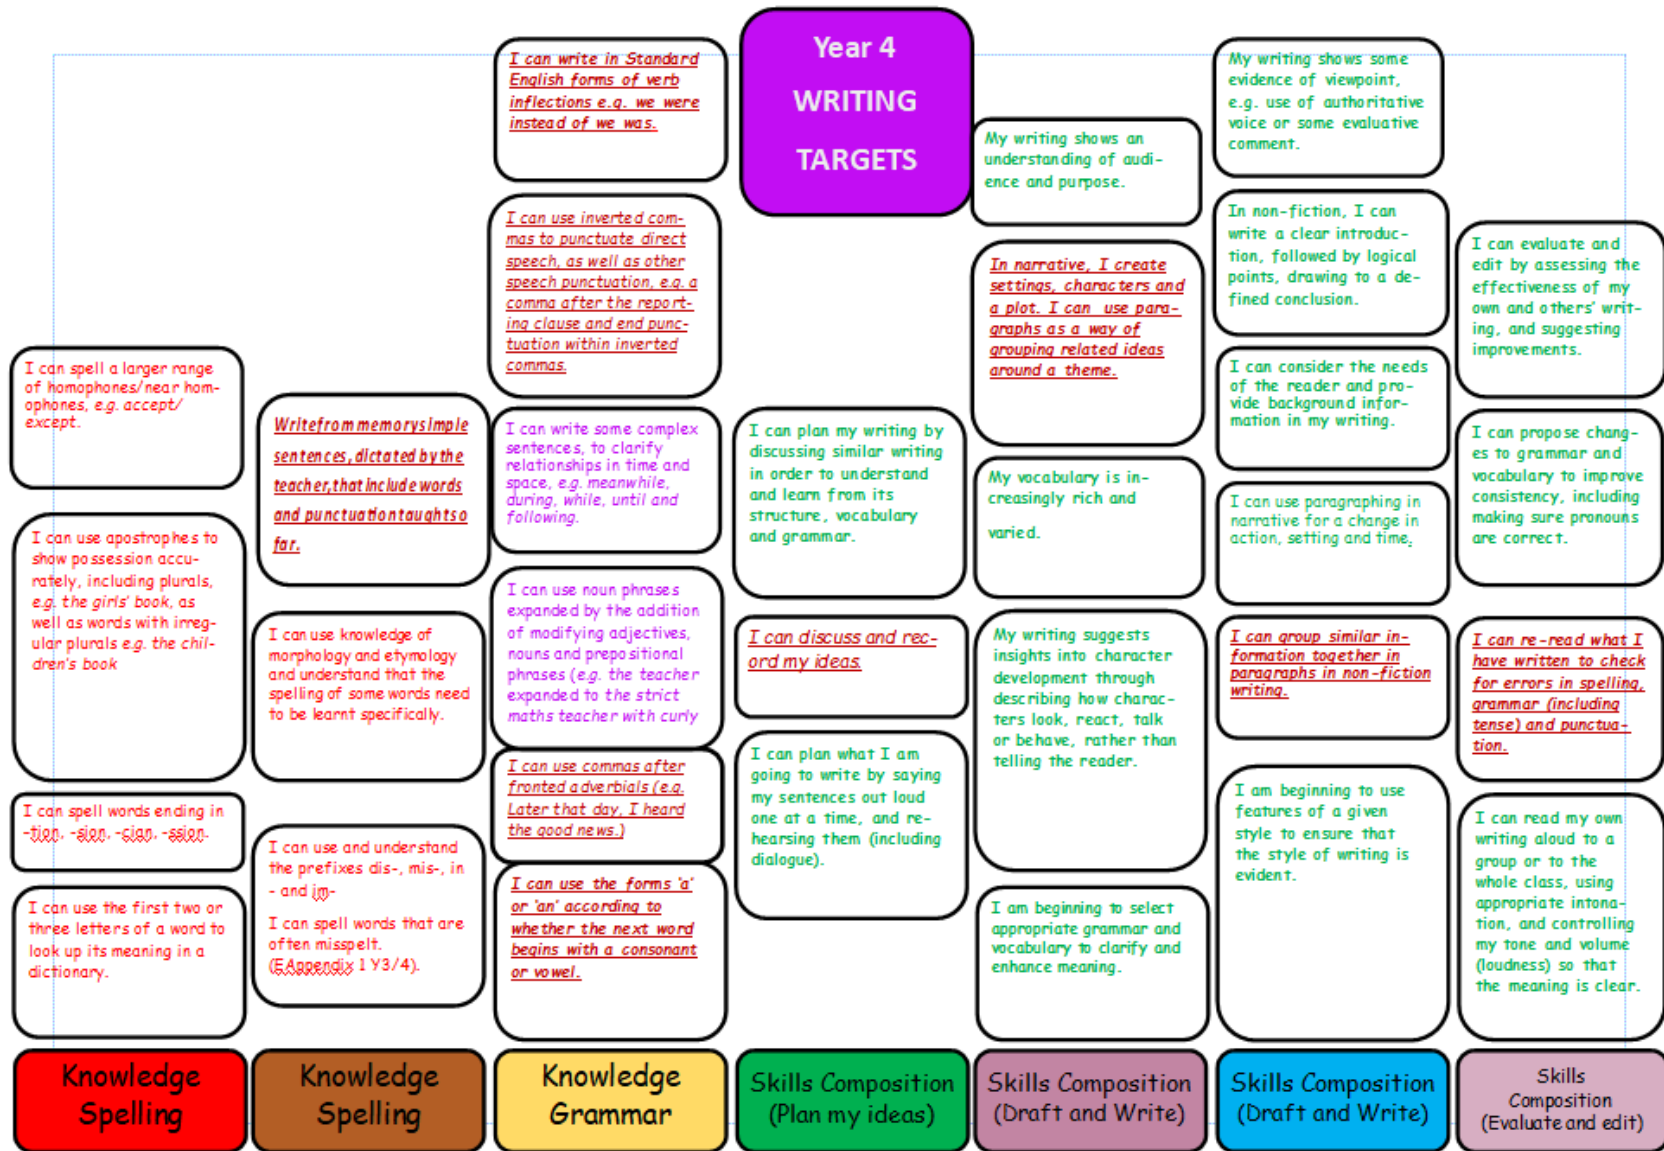 Year 4
WRITING
TARGETS
I can spell a larger range
of homophones/near hom-
ophones, e.g. accept/
except.
I can use apostrophes to
show possession accu-
rately, including plurals,
e.g. the girls' book, as
well as words with irreg-
ular plurals e.g. the chil-
dren's book
I can spell words ending in
-tion, -sion, -cian, -ssion.
I can use the first two or
three letters of a word to
look up its meaning in a
dictionary.
Knowledge
Spelling
Write from memory simple
sentences, dictated by the
teacher, that include words
and punctuation taught so
far.
I can use knowledge of
morphology and etymology
and understand that the
spelling of some words need
to be learnt specifically.
I can use and understand
the prefixes dis-, mis-, in
- and im-
I can spell words that are
often misspelt.
(EAppendix 1 Y3/4).
Knowledge
Spelling
I can write in Standard
English forms of verb
inflections e.g. we were
instead of we was.
I can use inverted com-
mas to punctuate direct
speech, as well as other
speech punctuation, e.g. a
comma after the report-
ing clause and end punc-
tuation within inverted
commas.
I can write some complex
sentences, to clarify
relationships in time and
space, e.g. meanwhile,
during, while, until and
following.
I can use noun phrases
expanded by the addition
of modifying adjectives,
nouns and prepositional
phrases (e.g. the teacher
expanded to the strict
maths teacher with curly
I can use commas after
fronted adverbials (e.g.
Later that day, I heard
the good news.)
I can use the forms 'a'
or 'an' according to
whether the next word
begins with a consonant
or vowel.
Knowledge
Grammar
I can plan my writing by
discussing similar writing
in order to understand
and learn from its
structure, vocabulary
and grammar.
I can discuss and rec-
ord my ideas.
I can plan what I am
going to write by saying
my sentences out loud
one at a time, and re-
hearsing them (including
dialogue).
Skills Composition
(Plan my ideas)
My writing shows an
understanding of audi-
ence and purpose.
In narrative, I create
settings, characters and
a plot. I can use para-
graphs as a way of
grouping related ideas
around a theme.
My vocabulary is in-
creasingly rich and
varied.
My writing suggests
insights into character
development through
describing how charac-
ters look, react, talk
or behave, rather than
telling the reader.
I am beginning to select
appropriate grammar and
vocabulary to clarify and
enhance meaning.
Skills Composition
(Draft and Write)
My writing shows some
evidence of viewpoint,
e.g. use of authoritative
voice or some evaluative
comment.
In non-fiction, I can
write a clear introduc-
tion, followed by logical
points, drawing to a de-
fined conclusion.
I can consider the needs
of the reader and pro-
vide background infor-
mation in my writing.
I can use paragraphing in
narrative for a change in
action, setting and time.
I can group similar in-
formation together in
paragraphs in non-fiction
writing.
I am beginning to use
features of a given
style to ensure that
the style of writing is
evident.
Skills Composition
(Draft and Write)
I can evaluate and
edit by assessing the
effectiveness of my
own and others' writ-
ing, and suggesting
improvements.
I can propose chang-
es to grammar and
vocabulary to improve
consistency, including
making sure pronouns
are correct.
I can re-read what I
have written to check
for errors in spelling,
grammar (including
tense) and punctua-
tion.
I can read my own
writing aloud to a
group or to the
whole class, using
appropriate intona-
tion, and controlling
my tone and volume
(loudness) so that
the meaning is clear.
Skills
Composition
(Evaluate and edit)